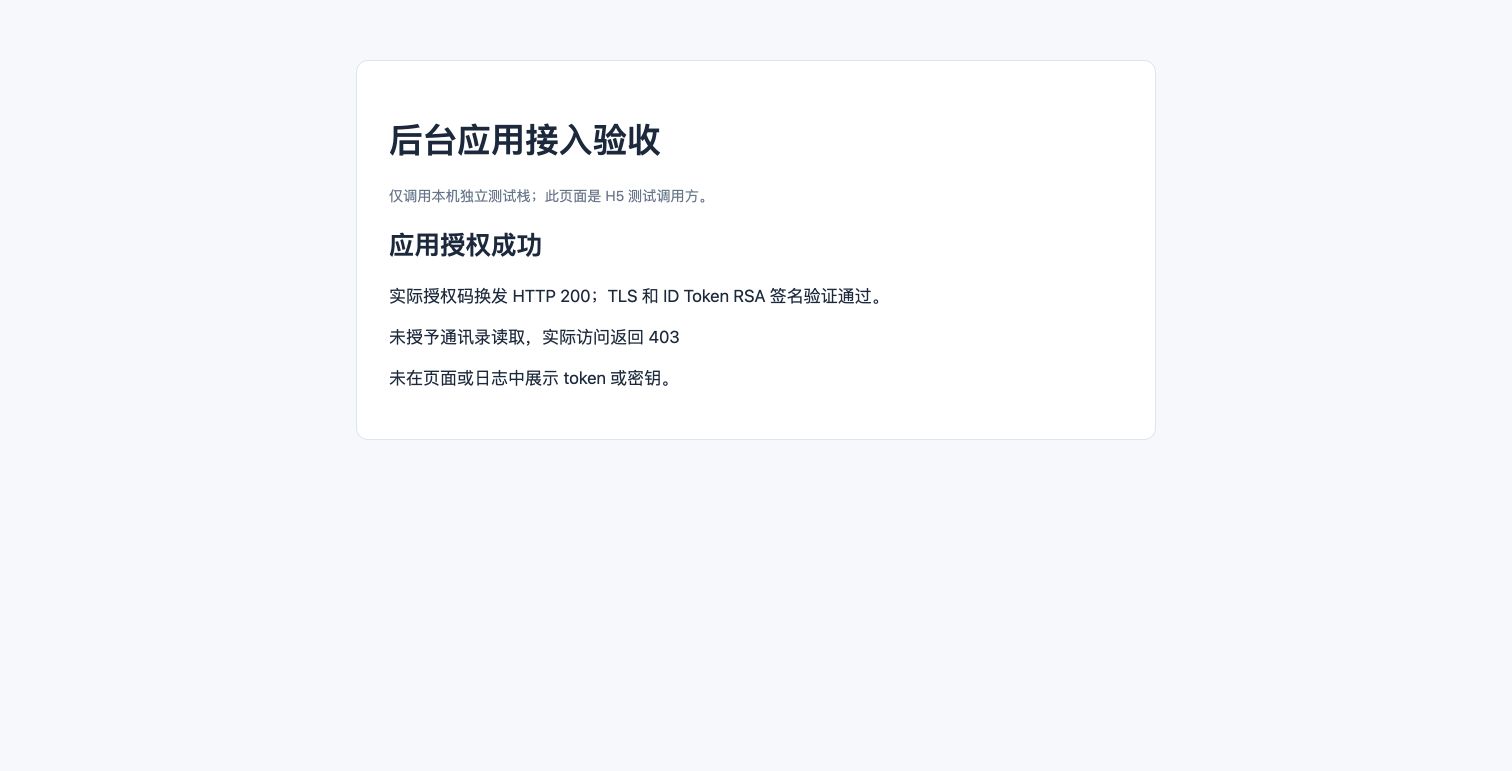 后台应用接入验收
仅调用本机独立测试栈；此页面是 H5 测试调用方。
应用授权成功
实际授权码换发 HTTP 200；TLS 和 ID Token RSA 签名验证通过。
未授予通讯录读取，实际访问返回 403
未在页面或日志中展示 token 或密钥。